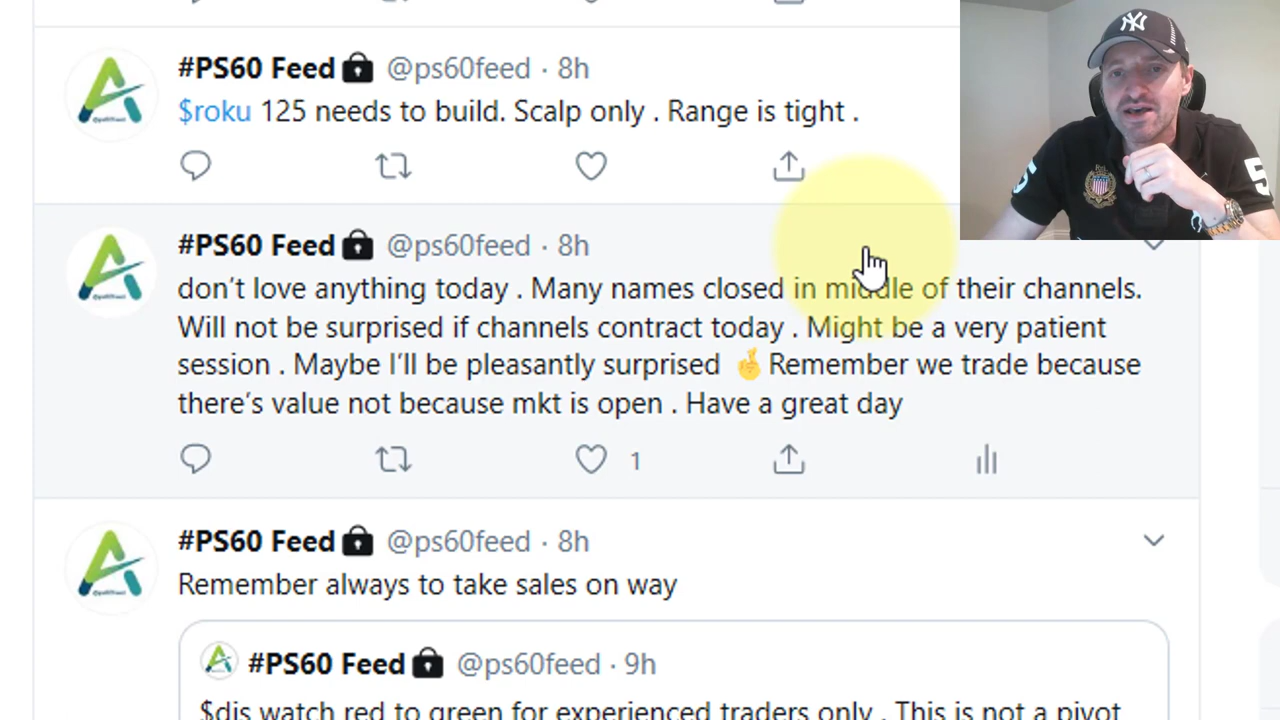 #PS60 Feed @ps60feed · 8h
$roku 125 needs to build. Scalp only . Range is tight .
#PS60 Feed @ps60feed · 8h
don't love anything today . Many names closed in middle of their channels.
Will not be surprised if channels contract today . Might be a very patient
session . Maybe I'll be pleasantly surprised 🤞Remember we trade because
there's value not because mkt is open . Have a great day
1
#PS60 Feed @ps60feed · 8h
Remember always to take sales on way
#PS60 Feed @ps60feed · 9h
$dis watch red to green for experienced traders only . This is not a pivot